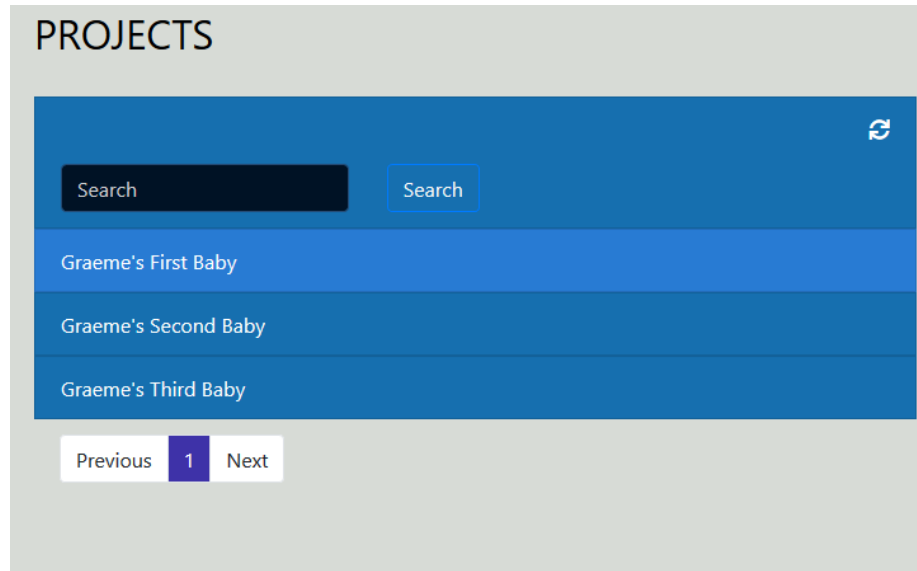 PROJECTS
Search Search
Graeme's First Baby
Graeme's Second Baby
Graeme's Third Baby
Previous 1 Next